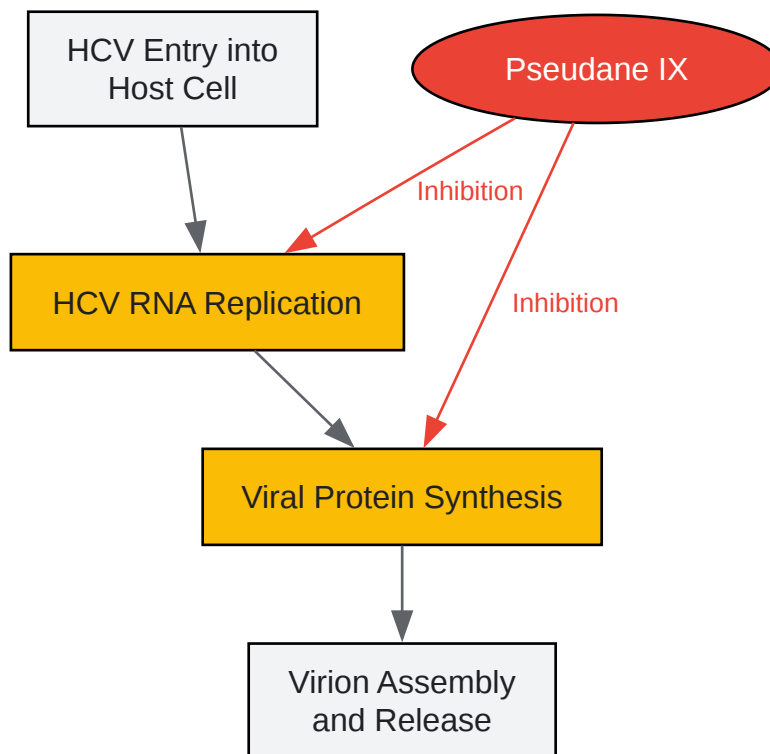 HCV Entry into
Host Cell
Pseudane IX
Inhibition
HCV RNA Replication
Inhibition
Viral Protein Synthesis
Virion Assembly
and Release